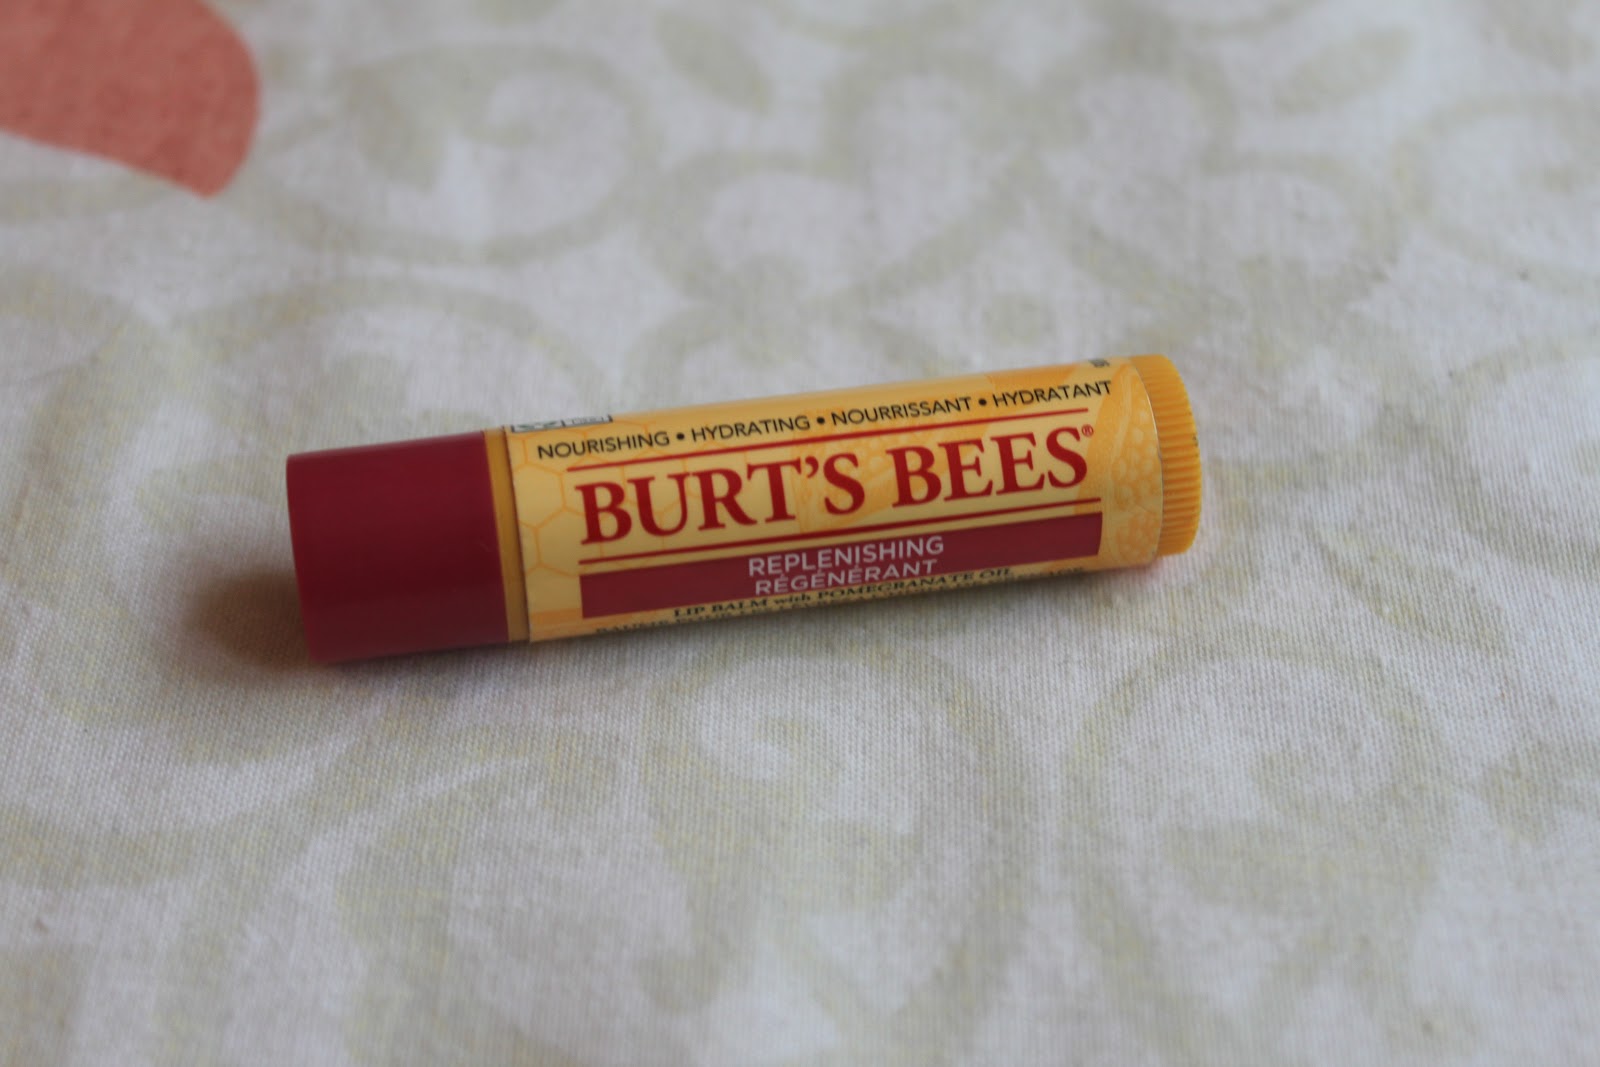 NOURISHING • HYDRATING • NOURRISSANT • HYDRATANT
BURT'S BEES®
REPLENISHING
RÉGÉNÉRANT
LIP BALM with POMEGRANATE OIL